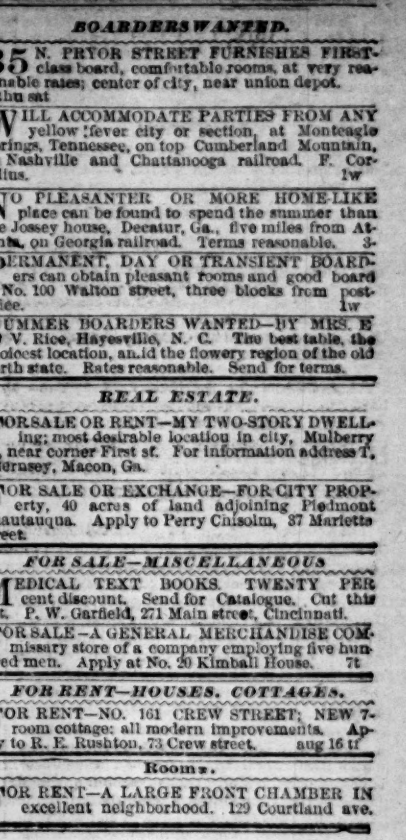 BOARDERS WANTED.
35 N. PRYOR STREET FURNISHES FIRST-
class board, comfortable rooms, at very rea-
nable rates; center of city, near union depot.
thu sat
WILL ACCOMMODATE PARTIES FROM ANY
yellow fever city or section, at Monteagle
rings, Tennessee, on top Cumberland Mountain,
Nashville and Chattanooga railroad. F. Cor-
lius. 1w
NO PLEASANTER OR MORE HOME-LIKE
place can be found to spend the summer than
e Jossey house, Decatur, Ga., five miles from At-
nta, on Georgia railroad. Terms reasonable. 3-
PERMANENT, DAY OR TRANSIENT BOARD-
ers can obtain pleasant rooms and good board
No. 100 Walton street, three blocks from post-
ice. 1w
UMMER BOARDERS WANTED—BY MRS. E
V. Rice, Hayesville, N. C. The best table, the
oolest location, amid the flowery region of the old
rth state. Rates reasonable. Send for terms.
REAL ESTATE.
FOR SALE OR RENT—MY TWO-STORY DWELL-
ing; most desirable location in city, Mulberry
, near corner First st. For information address T,
ernsey, Macon, Ga.
FOR SALE OR EXCHANGE—FOR CITY PROP-
erty, 40 acres of land adjoining Piedmont
autauqua. Apply to Perry Chisolm, 37 Marietta
reet.
FOR SALE—MISCELLANEOUS
MEDICAL TEXT BOOKS. TWENTY PER
cent discount. Send for Catalogue. Cut this
t. P. W. Garfield, 271 Main street, Cincinnati.
FOR SALE—A GENERAL MERCHANDISE COM-
missary store of a company employing five hun-
ed men. Apply at No. 20 Kimball House. 7t
FOR RENT—HOUSES, COTTAGES.
FOR RENT—NO. 161 CREW STREET; NEW 7-
room cottage; all modern improvements. Ap-
y to R. E. Rushton, 73 Crew street. aug 16 tf
Rooms.
FOR RENT—A LARGE FRONT CHAMBER IN
excellent neighborhood. 129 Courtland ave.